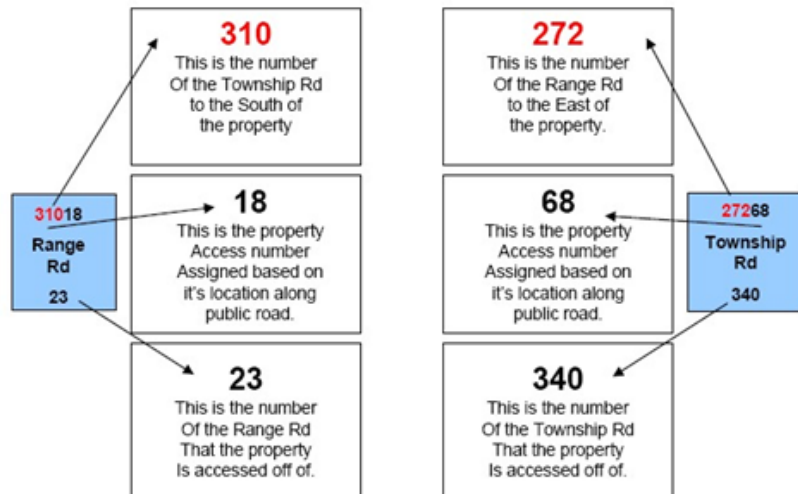 310
This is the number
Of the Township Rd
to the South of
the property
272
This is the number
Of the Range Rd
to the East of
the property.
31018
Range
Rd
23
18
This is the property
Access number
Assigned based on
it's location along
public road.
68
This is the property
Access number
Assigned based on
it's location along
public road.
27268
Township
Rd
340
23
This is the number
Of the Range Rd
That the property
Is accessed off of.
340
This is the number
Of the Township Rd
That the property
Is accessed off of.